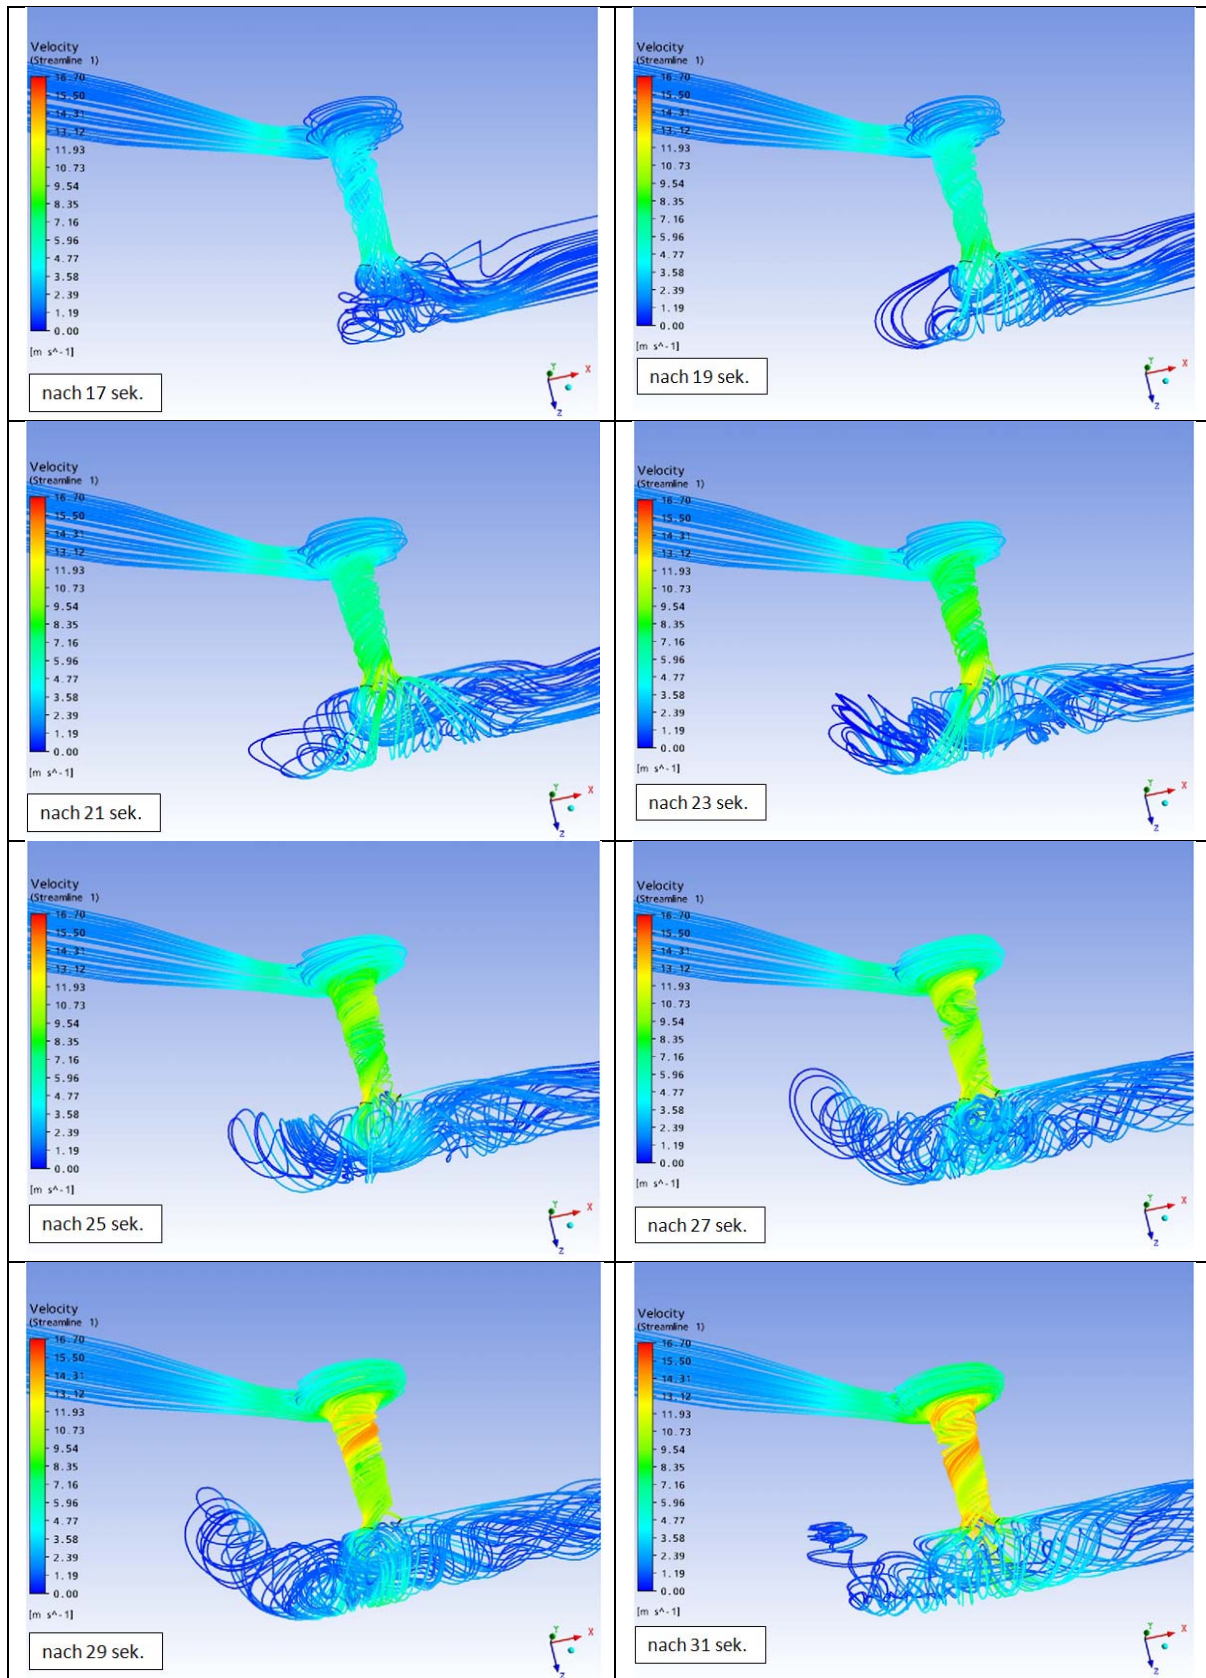 Velocity
(Streamline 1)
16.70
15.50
14.31
13.12
11.93
10.73
9.54
8.35
7.16
5.96
4.77
3.58
2.39
1.19
0.00
[m s^-1]
Y
X
Z
nach 17 sek.
Velocity
(Streamline 1)
16.70
15.50
14.31
13.12
11.93
10.73
9.54
8.35
7.16
5.96
4.77
3.58
2.39
1.19
0.00
[m s^-1]
Y
X
Z
nach 19 sek.
Velocity
(Streamline 1)
16.70
15.50
14.31
13.12
11.93
10.73
9.54
8.35
7.16
5.96
4.77
3.58
2.39
1.19
0.00
[m s^-1]
Y
X
Z
nach 21 sek.
Velocity
(Streamline 1)
16.70
15.50
14.31
13.12
11.93
10.73
9.54
8.35
7.16
5.96
4.77
3.58
2.39
1.19
0.00
[m s^-1]
Y
X
Z
nach 23 sek.
Velocity
(Streamline 1)
16.70
15.50
14.31
13.12
11.93
10.73
9.54
8.35
7.16
5.96
4.77
3.58
2.39
1.19
0.00
[m s^-1]
Y
X
Z
nach 25 sek.
Velocity
(Streamline 1)
16.70
15.50
14.31
13.12
11.93
10.73
9.54
8.35
7.16
5.96
4.77
3.58
2.39
1.19
0.00
[m s^-1]
Y
X
Z
nach 27 sek.
Velocity
(Streamline 1)
16.70
15.50
14.31
13.12
11.93
10.73
9.54
8.35
7.16
5.96
4.77
3.58
2.39
1.19
0.00
[m s^-1]
Y
X
Z
nach 29 sek.
Velocity
(Streamline 1)
16.70
15.50
14.31
13.12
11.93
10.73
9.54
8.35
7.16
5.96
4.77
3.58
2.39
1.19
0.00
[m s^-1]
Y
X
Z
nach 31 sek.